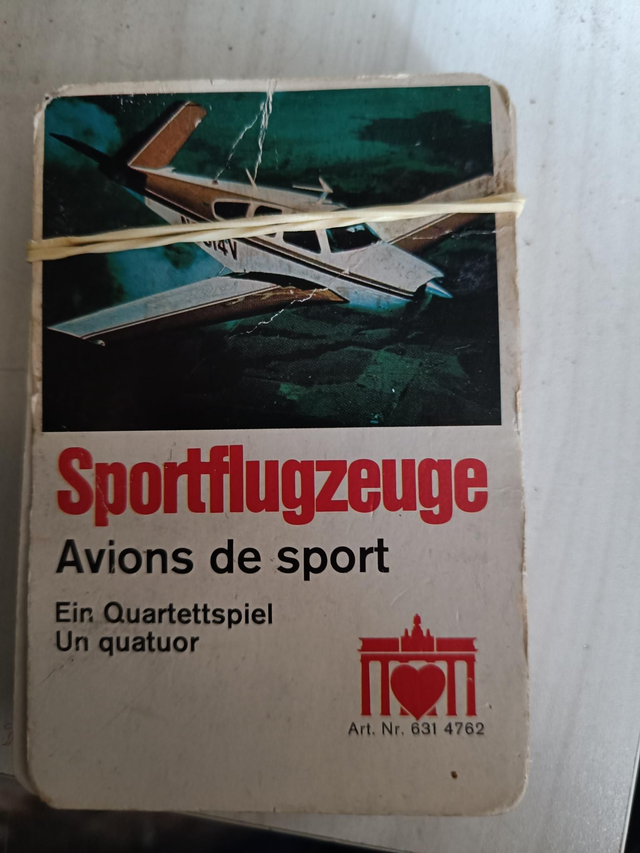 Sportflugzeuge
Avions de sport
Ein Quartettspiel
Un quatuor
Art. Nr. 631 4762